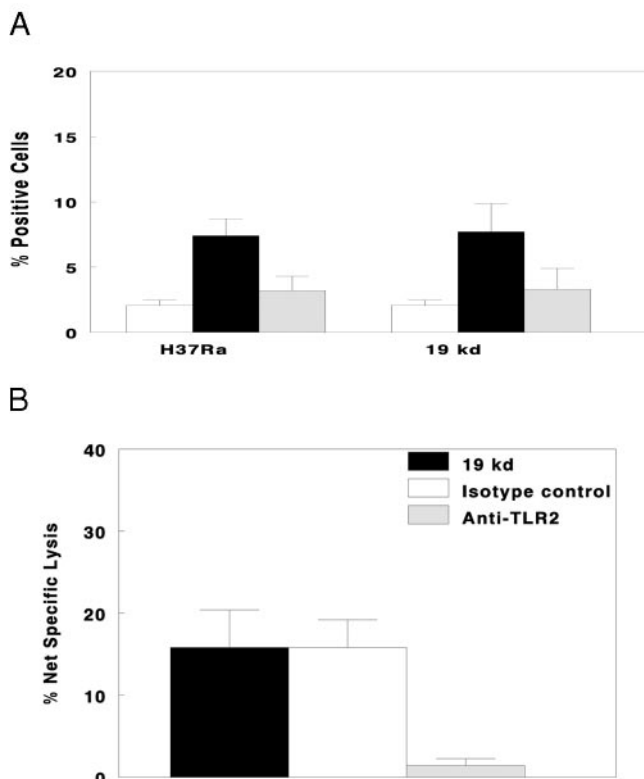 A
% Positive Cells
20
15
10
5
0
H37Ra
19 kd
B
% Net Specific Lysis
40
30
20
10
0
19 kd
Isotype control
Anti-TLR2